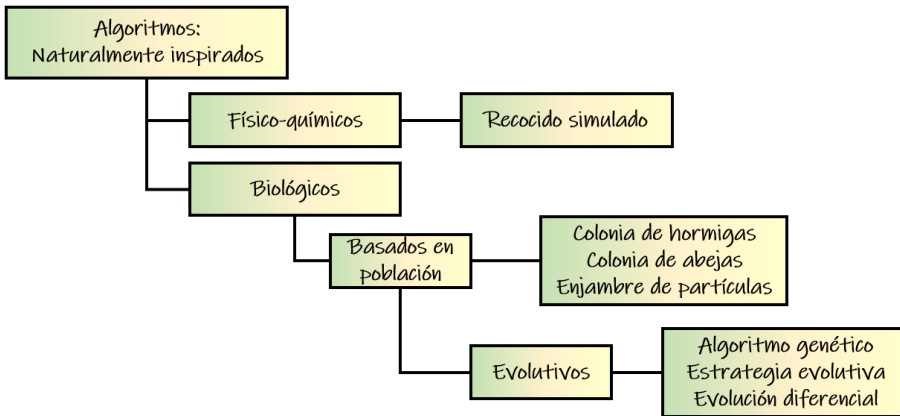 Algoritmos:
Naturalmente inspirados
Físico-químicos
Recocido simulado
Biológicos
Basados en
población
Colonia de hormigas
Colonia de abejas
Enjambre de partículas
Evolutivos
Algoritmo genético
Estrategia evolutiva
Evolución diferencial